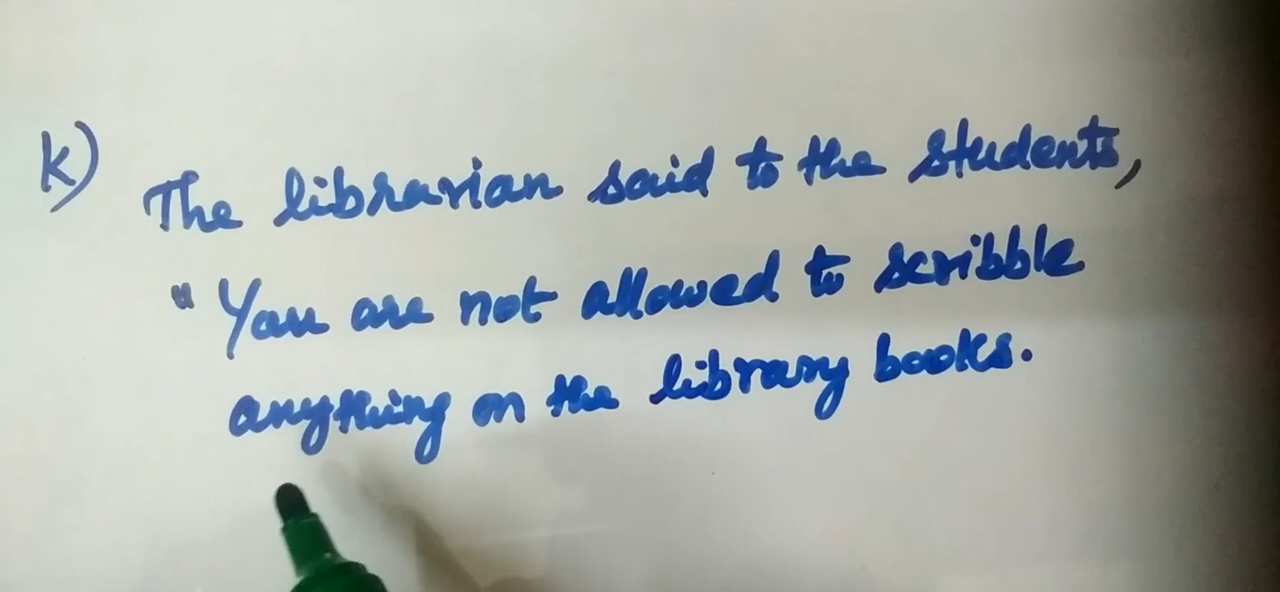 k)
The librarian said to the students,
"You are not allowed to scribble
anything on the library books.